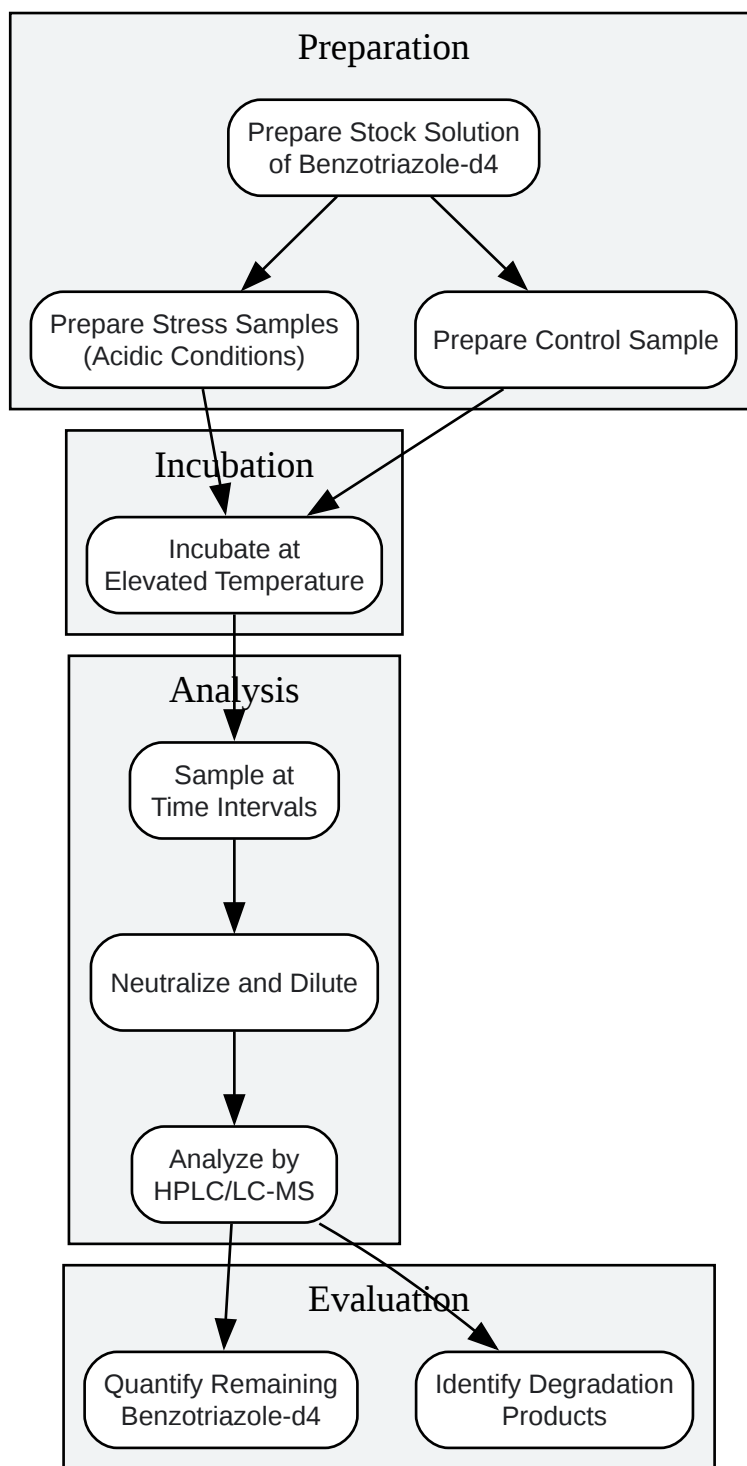 Preparation
Prepare Stock Solution
of Benzotriazole-d4
Prepare Stress Samples
(Acidic Conditions)
Prepare Control Sample
Incubation
Incubate at
Elevated Temperature
Analysis
Sample at
Time Intervals
Neutralize and Dilute
Analyze by
HPLC/LC-MS
Evaluation
Quantify Remaining
Benzotriazole-d4
Identify Degradation
Products